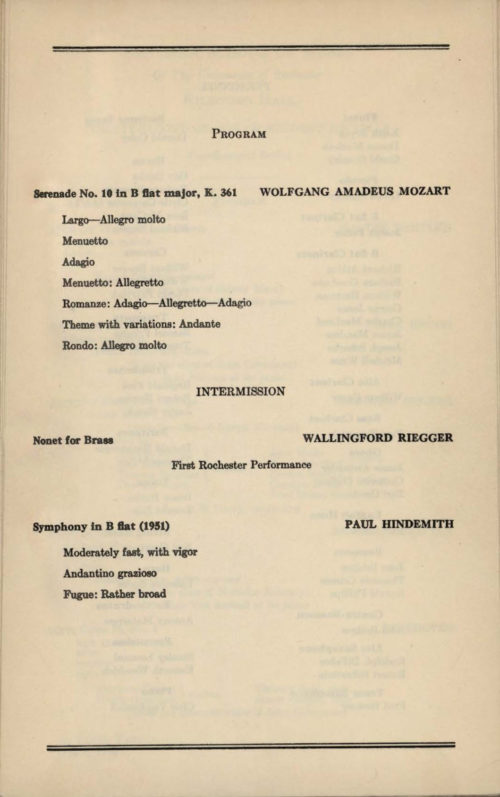 PROGRAM
Serenade No. 10 in B flat major, K. 361 WOLFGANG AMADEUS MOZART
Largo—Allegro molto
Menuetto
Adagio
Menuetto: Allegretto
Romanze: Adagio—Allegretto—Adagio
Theme with variations: Andante
Rondo: Allegro molto
INTERMISSION
Nonet for Brass WALLINGFORD RIEGGER
First Rochester Performance
Symphony in B flat (1951) PAUL HINDEMITH
Moderately fast, with vigor
Andantino grazioso
Fugue: Rather broad